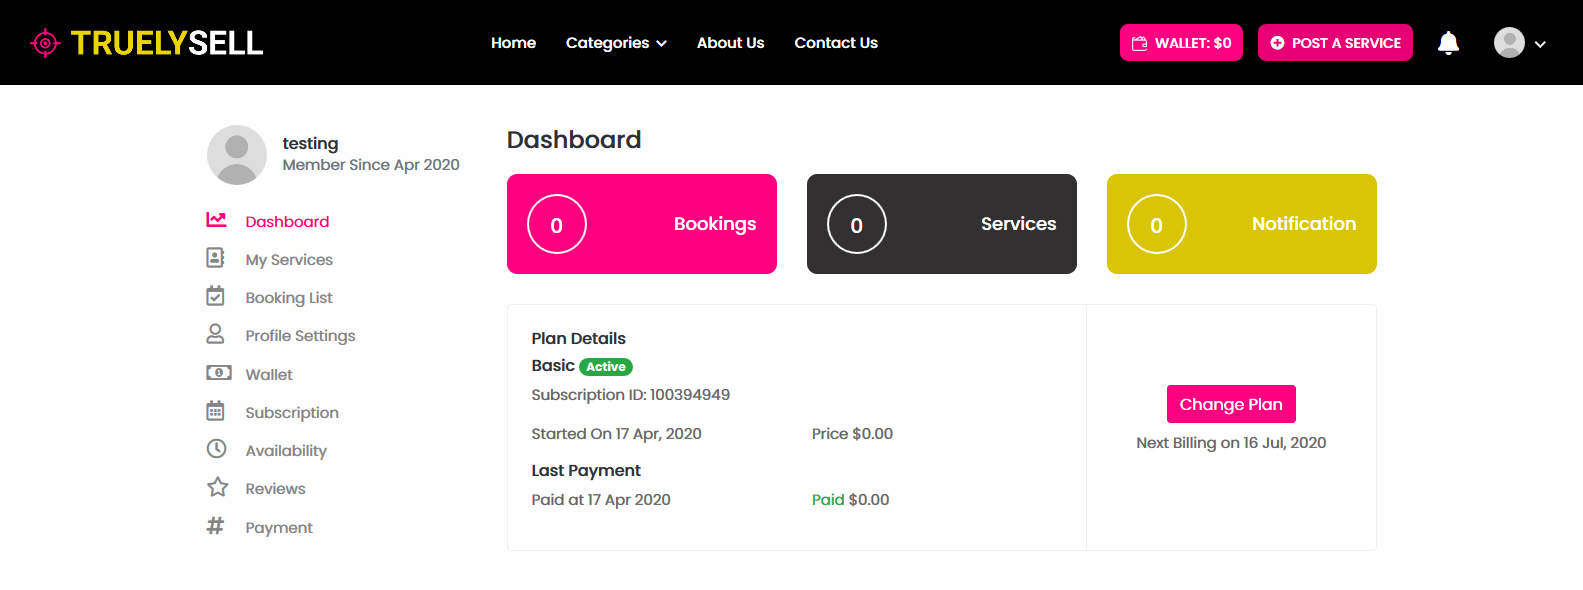 TRUELYSELL
Home Categories About Us Contact Us
WALLET: $0
POST A SERVICE
testing
Member Since Apr 2020
Dashboard
My Services
Booking List
Profile Settings
Wallet
Subscription
Availability
Reviews
Payment
Dashboard
0 Bookings
0 Services
0 Notification
Plan Details
Basic Active
Subscription ID: 100394949
Started On 17 Apr, 2020 Price $0.00
Last Payment
Paid at 17 Apr 2020 Paid $0.00
Change Plan
Next Billing on 16 Jul, 2020